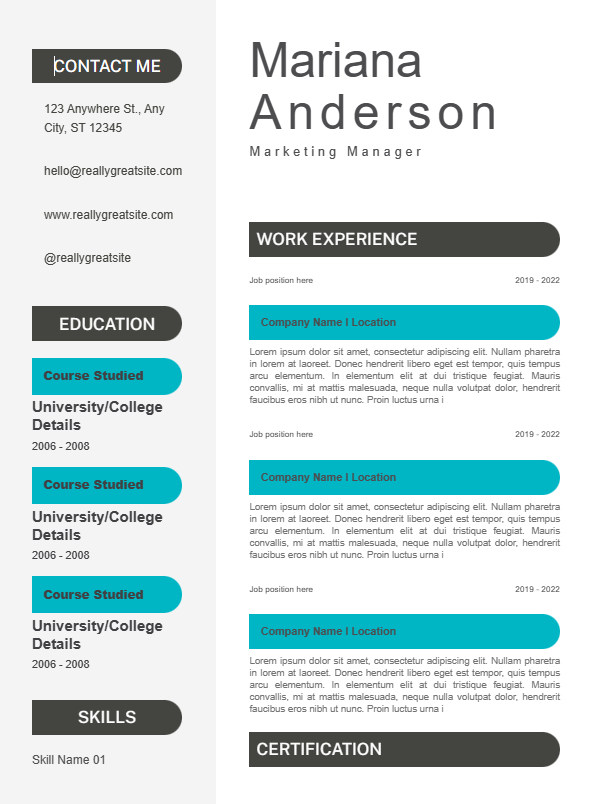 CONTACT ME
123 Anywhere St., Any
City, ST 12345
hello@reallygreatsite.com
www.reallygreatsite.com
@reallygreatsite
EDUCATION
Course Studied
University/College
Details
2006 - 2008
Course Studied
University/College
Details
2006 - 2008
Course Studied
University/College
Details
2006 - 2008
SKILLS
Skill Name 01
Mariana
Anderson
Marketing Manager
WORK EXPERIENCE
Job position here 2019 - 2022
Company Name I Location
Lorem ipsum dolor sit amet, consectetur adipiscing elit. Nullam pharetra
in lorem at laoreet. Donec hendrerit libero eget est tempor, quis tempus
arcu elementum. In elementum elit at dui tristique feugiat. Mauris
convallis, mi at mattis malesuada, neque nulla volutpat dolor, hendrerit
faucibus eros nibh ut nunc. Proin luctus urna i
Job position here 2019 - 2022
Company Name I Location
Lorem ipsum dolor sit amet, consectetur adipiscing elit. Nullam pharetra
in lorem at laoreet. Donec hendrerit libero eget est tempor, quis tempus
arcu elementum. In elementum elit at dui tristique feugiat. Mauris
convallis, mi at mattis malesuada, neque nulla volutpat dolor, hendrerit
faucibus eros nibh ut nunc. Proin luctus urna i
Job position here 2019 - 2022
Company Name I Location
Lorem ipsum dolor sit amet, consectetur adipiscing elit. Nullam pharetra
in lorem at laoreet. Donec hendrerit libero eget est tempor, quis tempus
arcu elementum. In elementum elit at dui tristique feugiat. Mauris
convallis, mi at mattis malesuada, neque nulla volutpat dolor, hendrerit
faucibus eros nibh ut nunc. Proin luctus urna i
CERTIFICATION